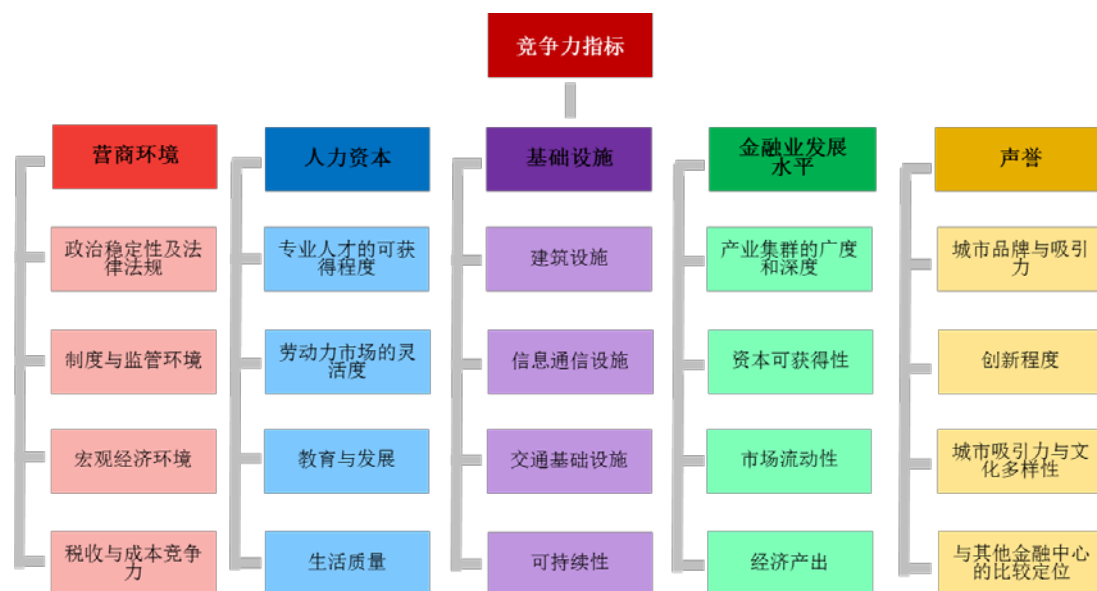 竞争力指标
营商环境
人力资本
基础设施
金融业发展
水平
声誉
政治稳定性及法
律法规
专业人才的可获
得程度
建筑设施
产业集群的广度
和深度
城市品牌与吸引
力
制度与监管环境
劳动力市场的灵
活度
信息通信设施
资本可获得性
创新程度
宏观经济环境
教育与发展
交通基础设施
市场流动性
城市吸引力与文
化多样性
税收与成本竞争
力
生活质量
可持续性
经济产出
与其他金融中心
的比较定位